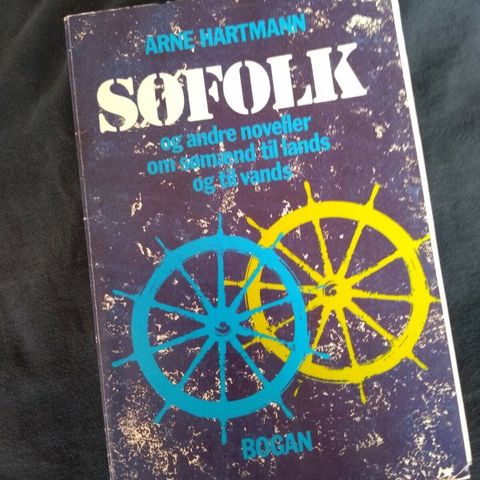 ARNE HARTMANN
SØFOLK
og andre noveller
om sømænd til lands
og til vands
BOGAN